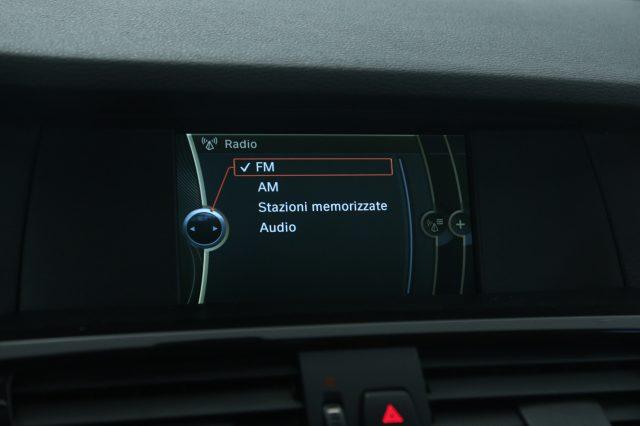 Radio
FM
AM
Stazioni memorizzate
Audio